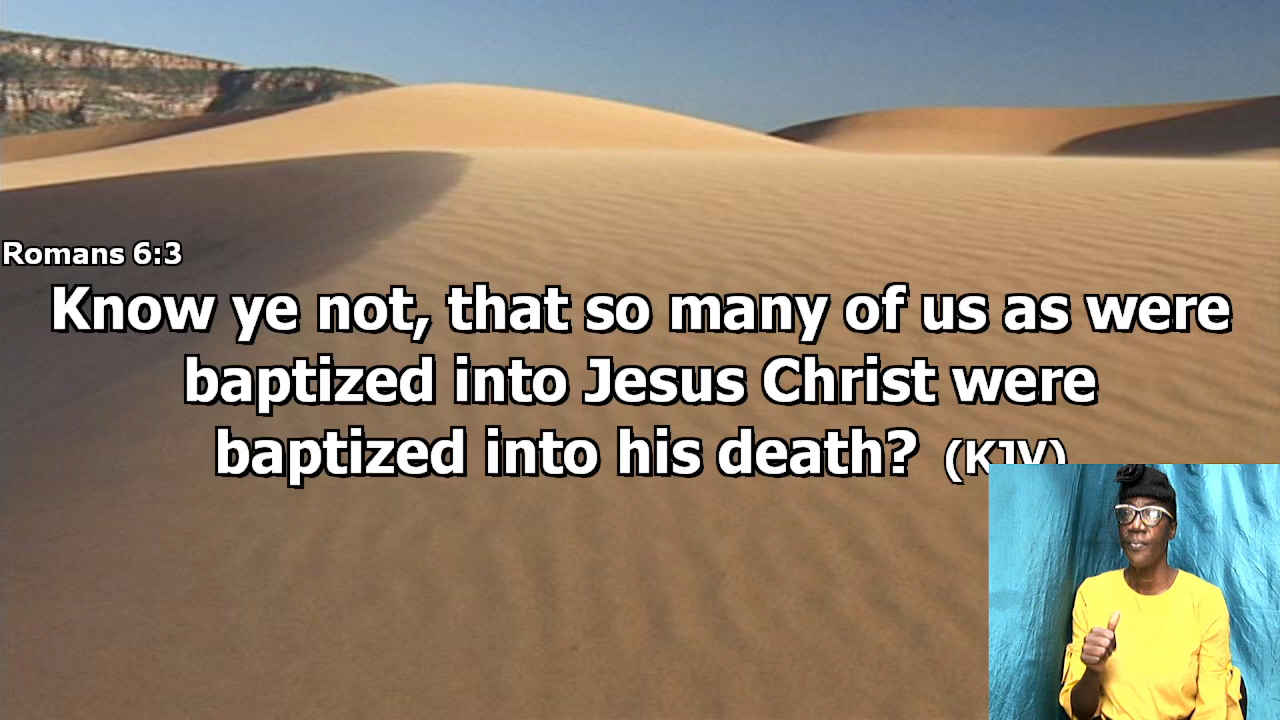 Romans 6:3
Know ye not, that so many of us as were
baptized into Jesus Christ were
baptized into his death? (KJV)